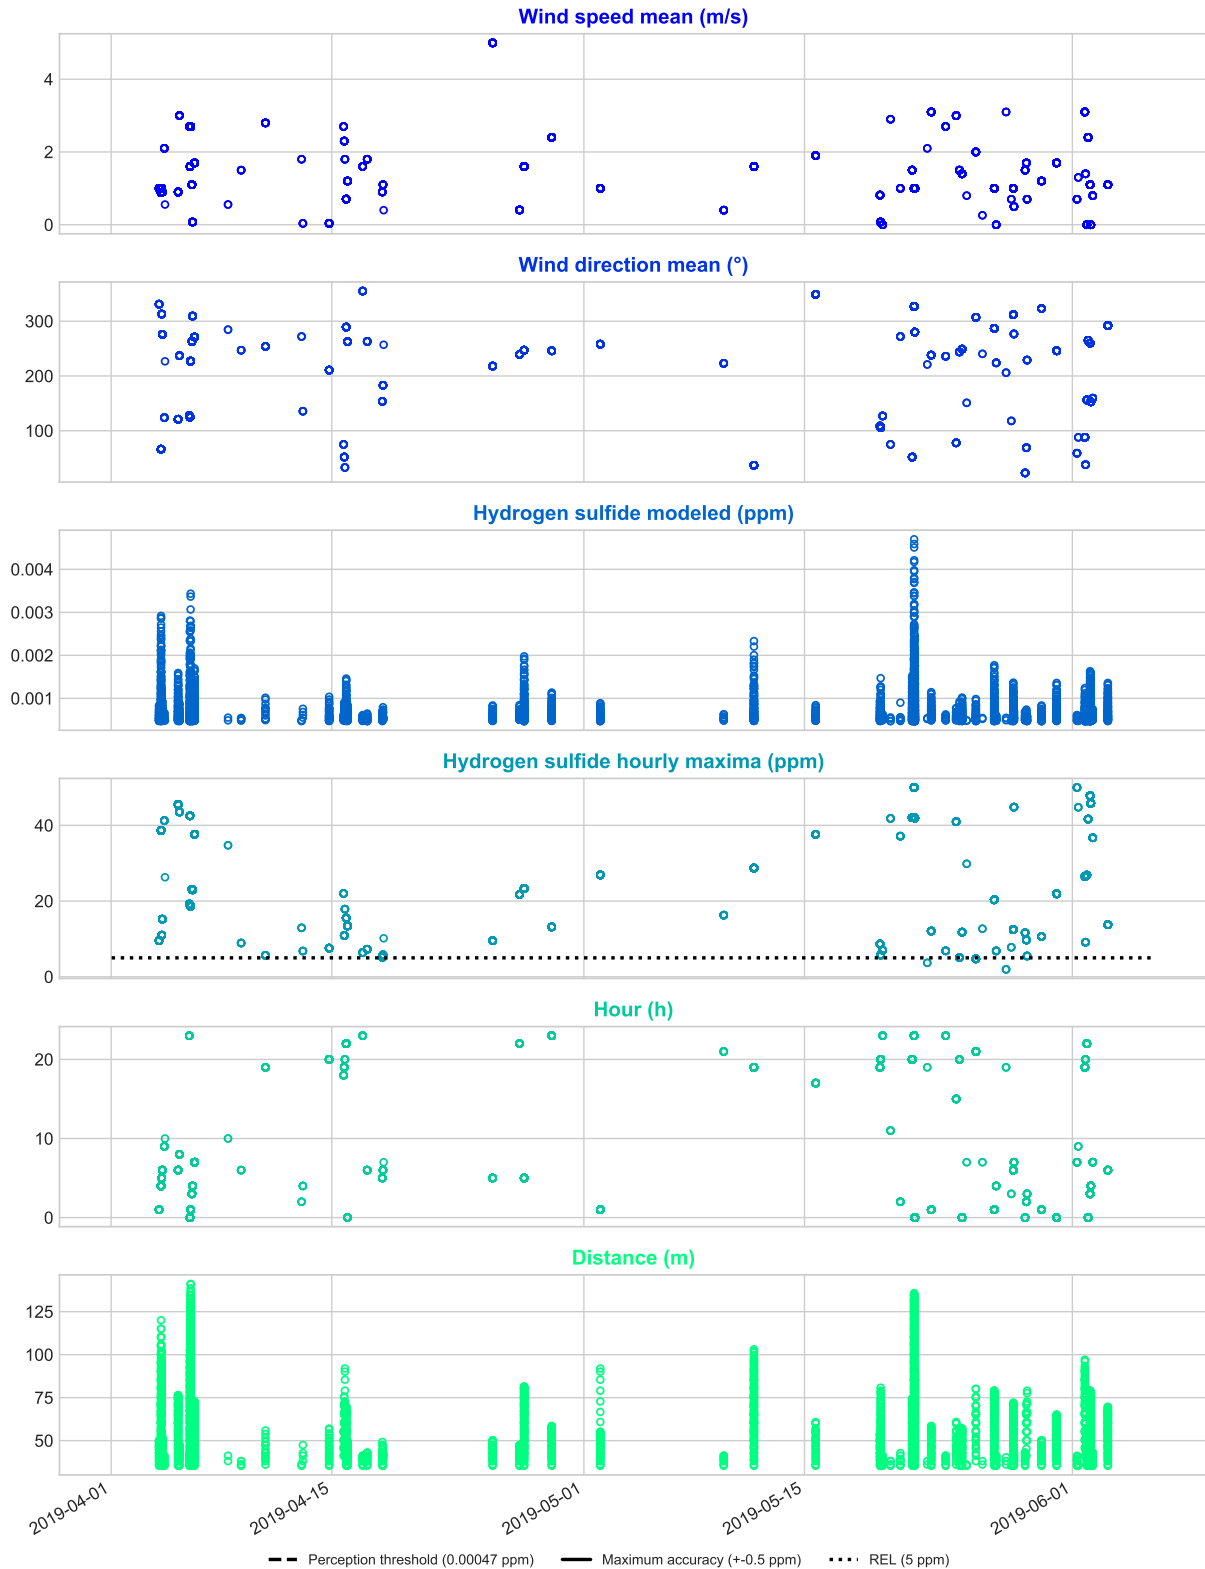 Wind speed mean (m/s)
4
2
0
Wind direction mean (°)
300
200
100
Hydrogen sulfide modeled (ppm)
0.004
0.003
0.002
0.001
Hydrogen sulfide hourly maxima (ppm)
40
20
0
Hour (h)
20
10
0
Distance (m)
125
100
75
50
2019-04-01 2019-04-15 2019-05-01 2019-05-15 2019-06-01
Perception threshold (0.00047 ppm) Maximum accuracy (+-0.5 ppm) REL (5 ppm)